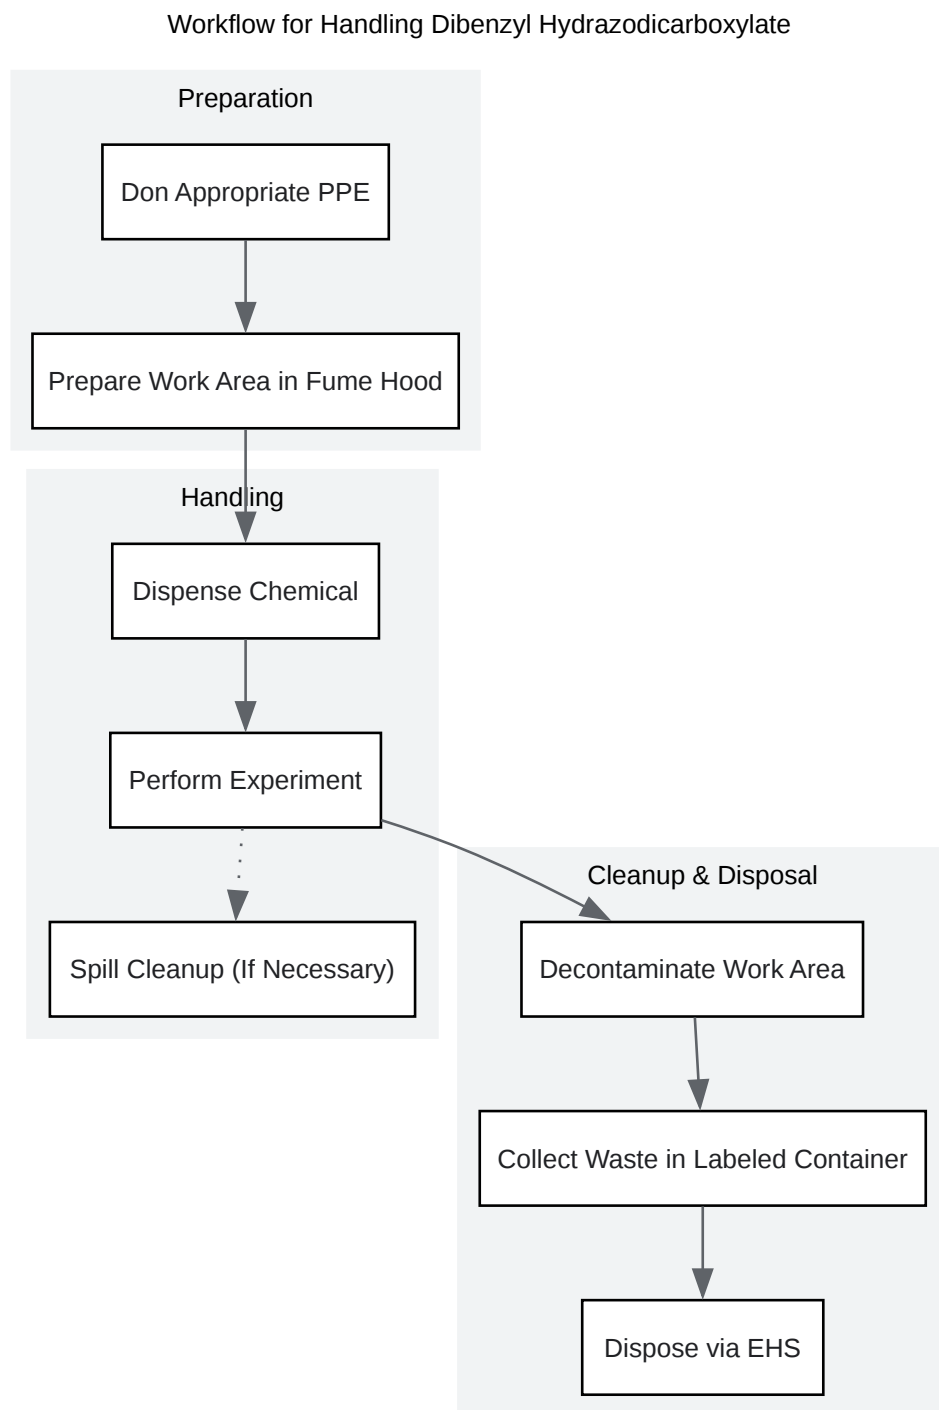 Workflow for Handling Dibenzyl Hydrazodicarboxylate
Preparation
Don Appropriate PPE
Prepare Work Area in Fume Hood
Handling
Dispense Chemical
Perform Experiment
Spill Cleanup (If Necessary)
Cleanup & Disposal
Decontaminate Work Area
Collect Waste in Labeled Container
Dispose via EHS